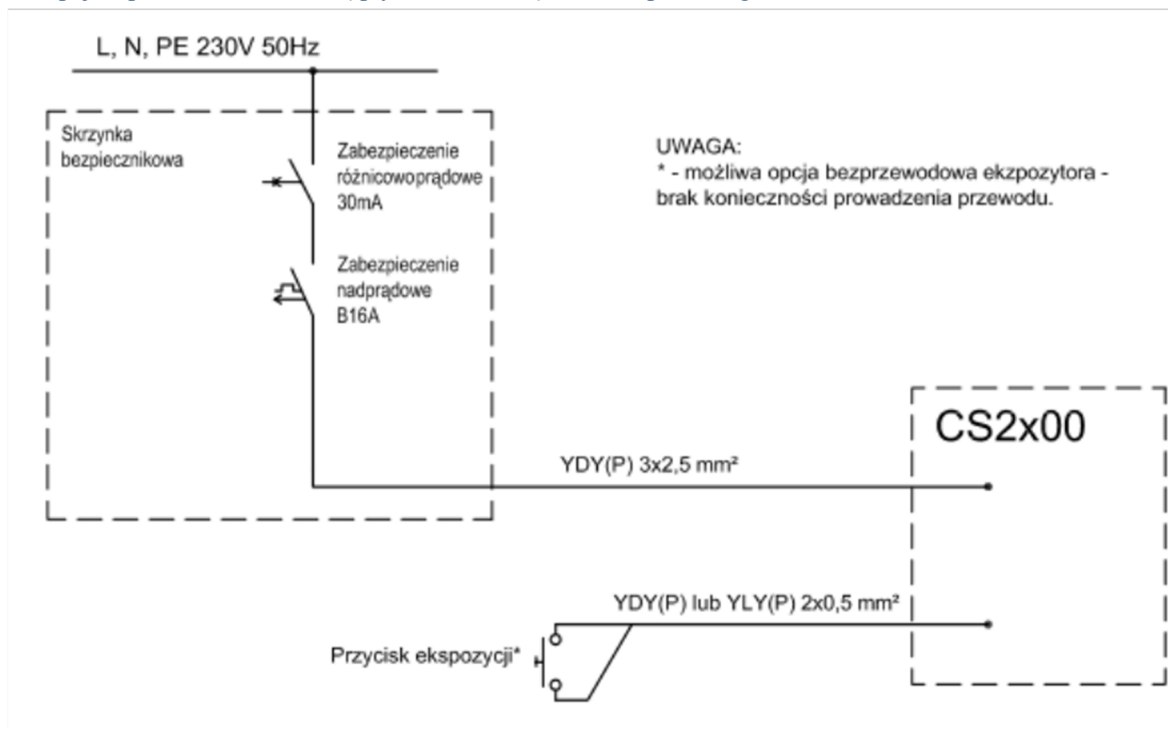 L, N, PE 230V 50Hz
Skrzynka
bezpiecznikowa
Zabezpieczenie
różnicowoprądowe
30mA
UWAGA:
* - możliwa opcja bezprzewodowa ekzpozytora -
brak konieczności prowadzenia przewodu.
Zabezpieczenie
nadprądowe
B16A
CS2x00
YDY(P) 3x2,5 mm²
YDY(P) lub YLY(P) 2x0,5 mm²
Przycisk ekspozycji*